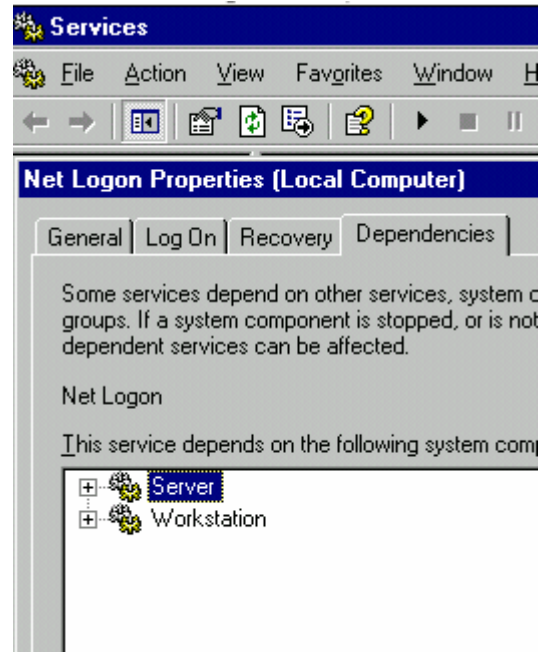 Services
File Action View Favorites Window H
Net Logon Properties (Local Computer)
General Log On Recovery Dependencies
Some services depend on other services, system c
groups. If a system component is stopped, or is not
dependent services can be affected.
Net Logon
This service depends on the following system comp
Server
Workstation